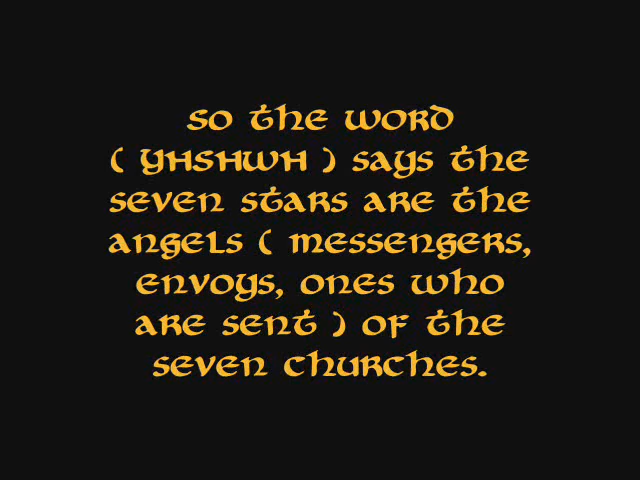 so the word
( YHSHWH ) says the
seven stars are the
angels ( messengers,
envoys, ones who
are sent ) of the
seven churches.